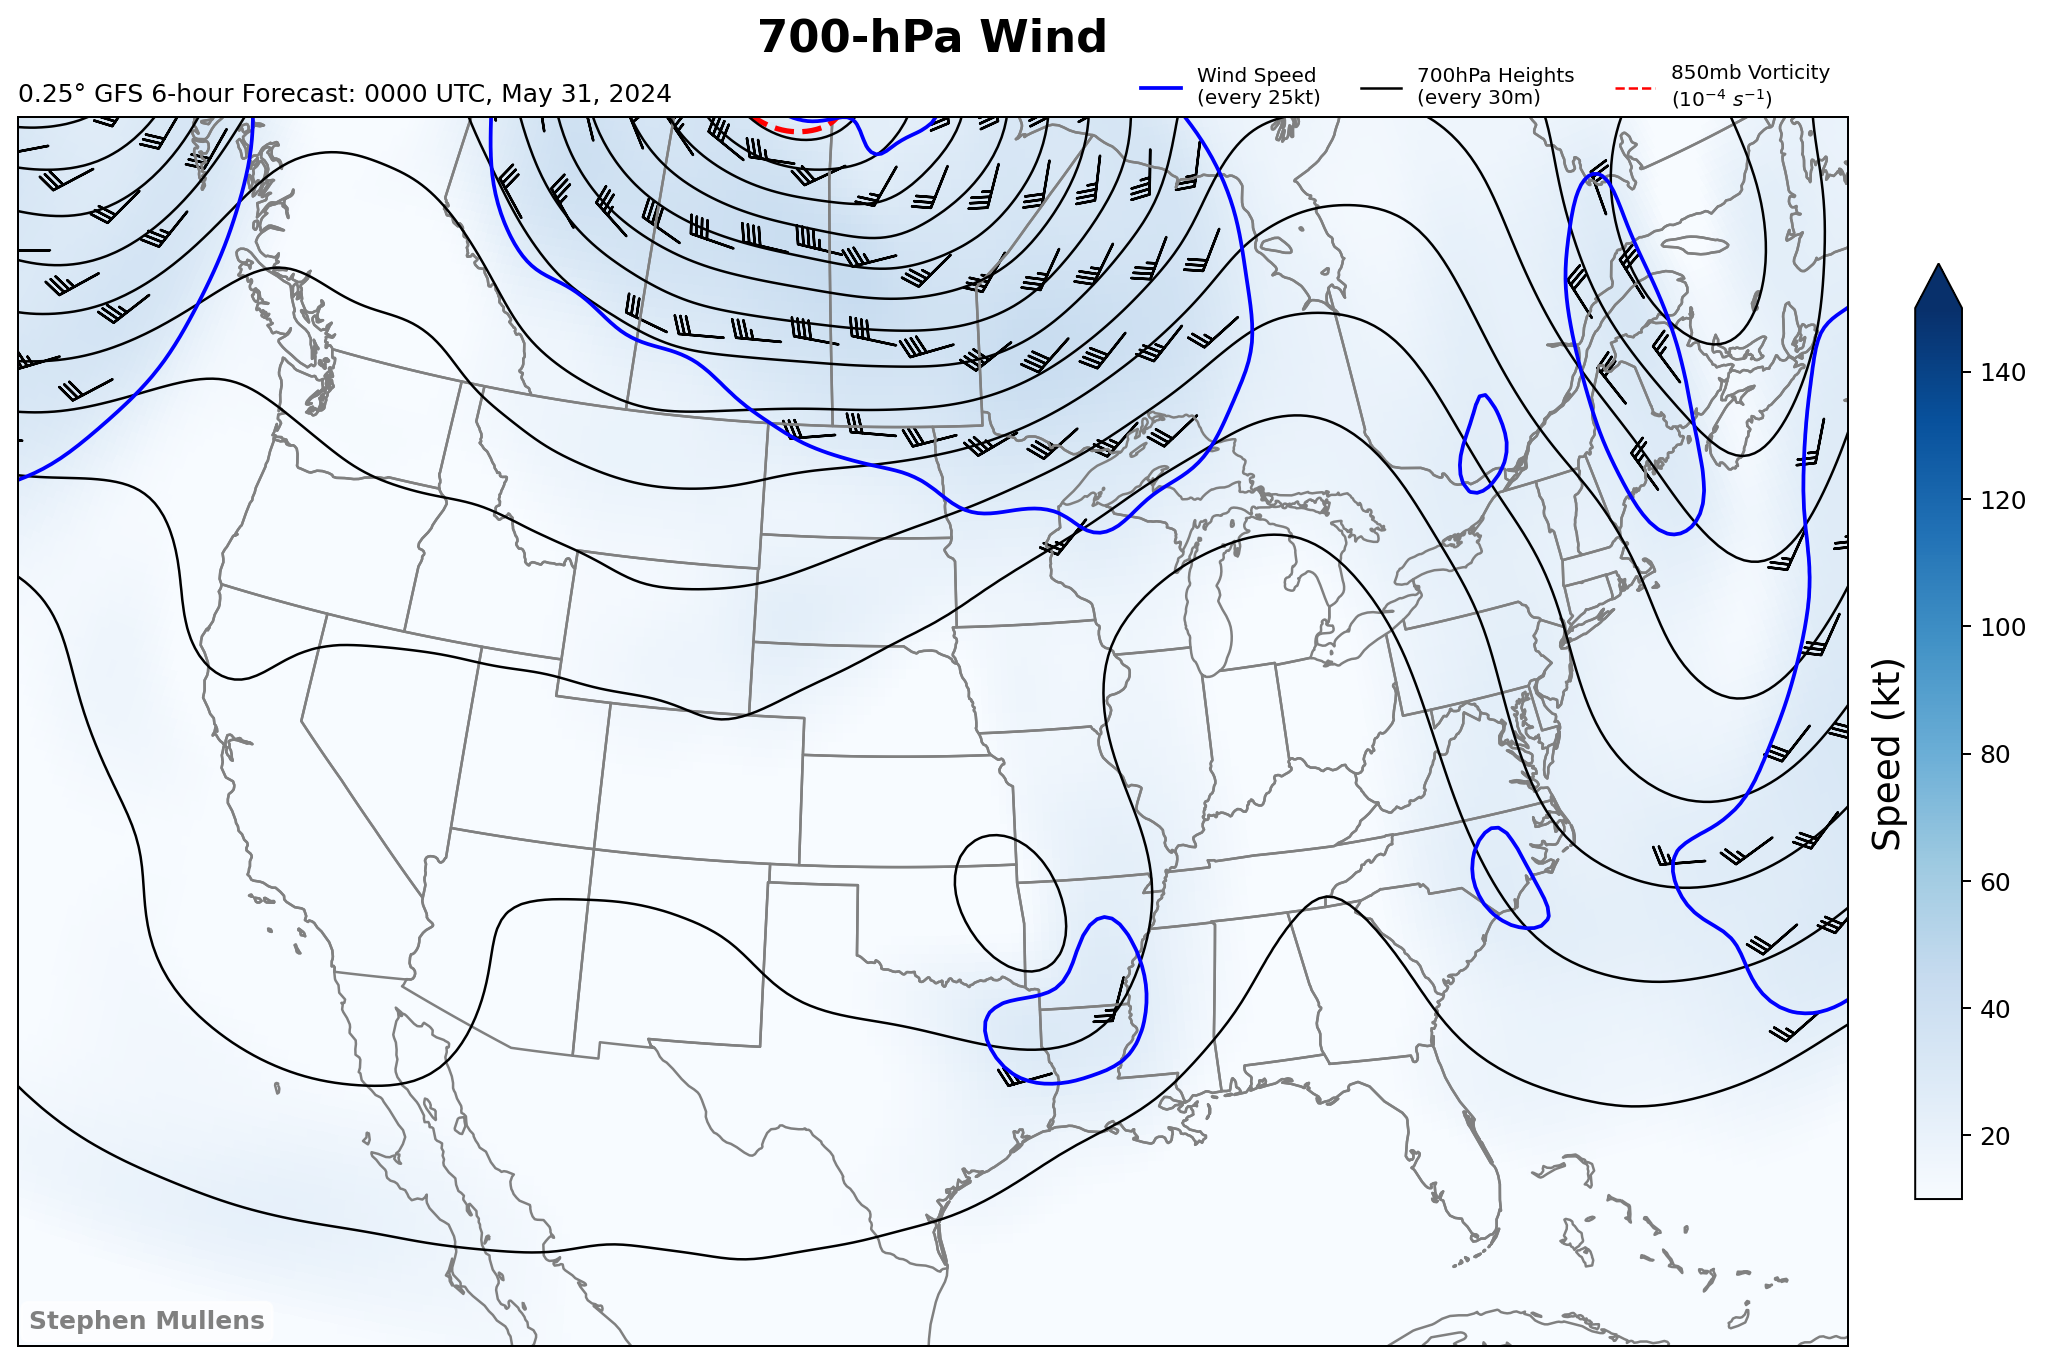 700-hPa Wind
0.25° GFS 6-hour Forecast: 0000 UTC, May 31, 2024
Wind Speed
(every 25kt)
700hPa Heights
(every 30m)
850mb Vorticity
(10⁻⁴ s⁻¹)
140
120
100
80
60
40
20
Speed (kt)
Stephen Mullens